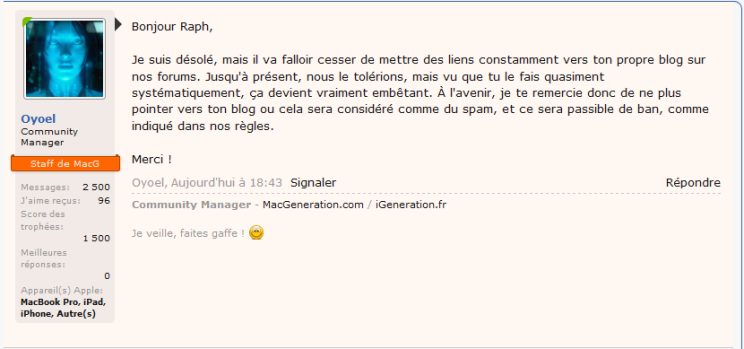 Bonjour Raph,
Je suis désolé, mais il va falloir cesser de mettre des liens constamment vers ton propre blog sur
nos forums. Jusqu'à présent, nous le tolérions, mais vu que tu le fais quasiment
systématiquement, ça devient vraiment embêtant. À l'avenir, je te remercie donc de ne plus
pointer vers ton blog ou cela sera considéré comme du spam, et ce sera passible de ban, comme
indiqué dans nos règles.
Merci !
Oyoel, Aujourd'hui à 18:43 Signaler Répondre
Community Manager - MacGeneration.com / iGeneration.fr
Je veille, faites gaffe !
Oyoel
Community
Manager
Staff de MacG
Messages: 2 500
J'aime reçus: 96
Score des
trophées:
1 500
Meilleures
réponses:
0
Appareil(s) Apple:
MacBook Pro, iPad,
iPhone, Autre(s)